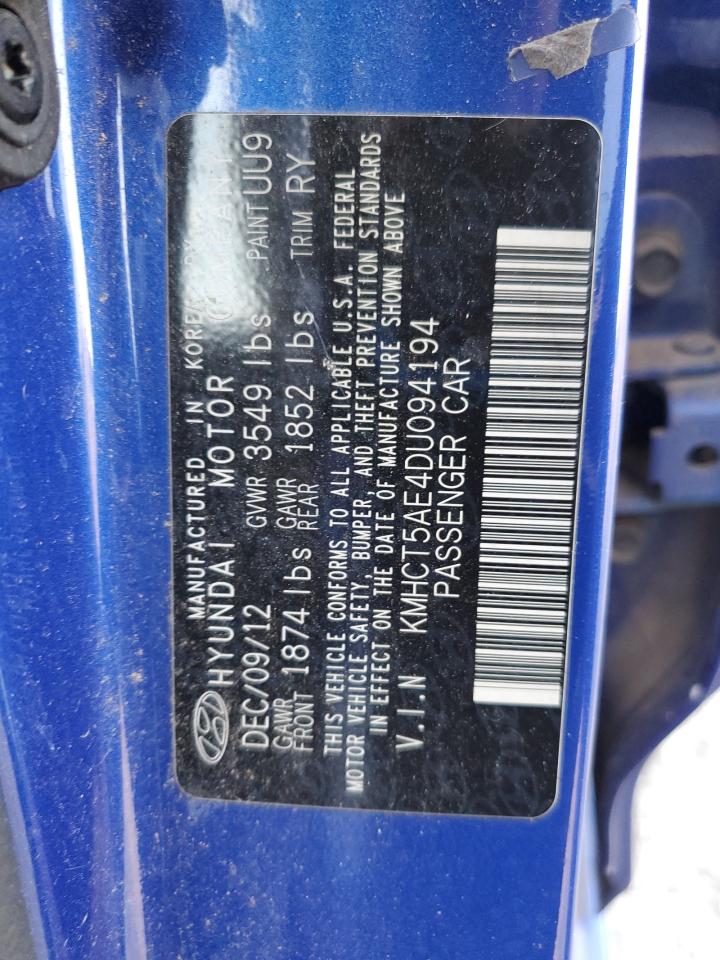 MANUFACTURED IN KOREA BY
HYUNDAI MOTOR
DEC/09/12 GVWR 3549 lbs PAINT UU9
GAWR FRONT 1874 lbs GAWR REAR 1852 lbs TRIM RY
THIS VEHICLE CONFORMS TO ALL APPLICABLE U.S.A. FEDERAL
MOTOR VEHICLE SAFETY, BUMPER, AND THEFT PREVENTION STANDARDS
IN EFFECT ON THE DATE OF MANUFACTURE SHOWN ABOVE
V.I.N KMHCT5AE4DU094194
PASSENGER CAR